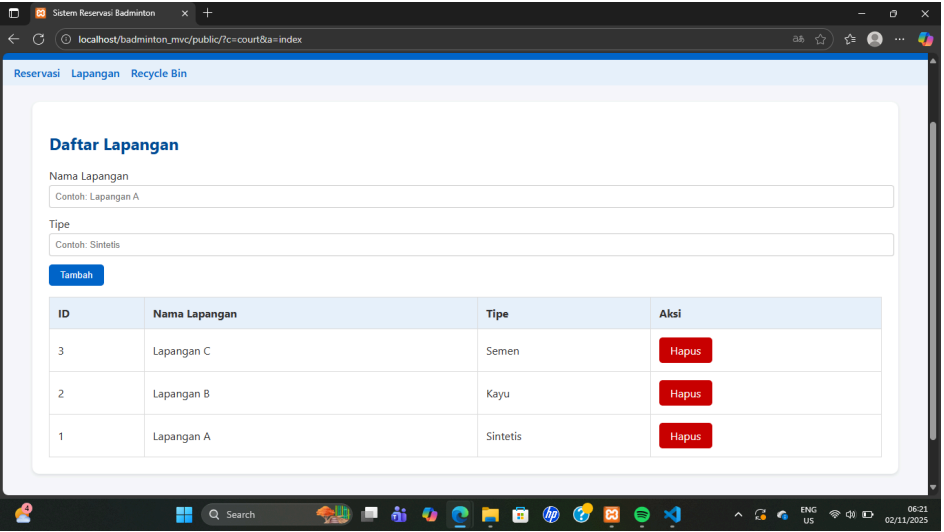 Sistem Reservasi Badminton
localhost/badminton_mvc/public/?c=court&a=index
Reservasi Lapangan Recycle Bin
Daftar Lapangan
Nama Lapangan
Contoh: Lapangan A
Tipe
Contoh: Sintetis
Tambah
ID Nama Lapangan Tipe Aksi
3 Lapangan C Semen Hapus
2 Lapangan B Kayu Hapus
1 Lapangan A Sintetis Hapus
4
Search
hp
ENG
US
06:21
02/11/2025